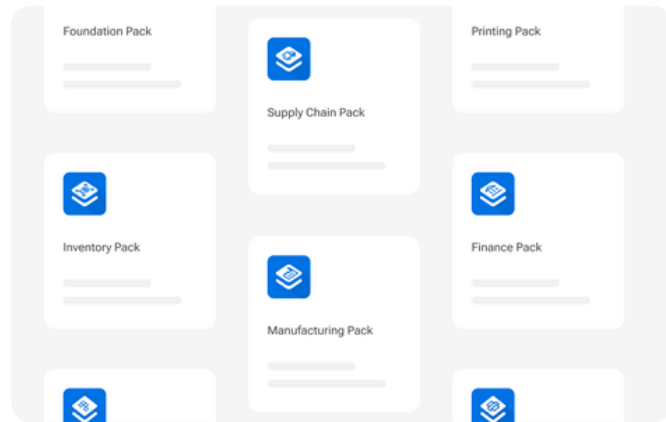 Foundation Pack
Supply Chain Pack
Printing Pack
Inventory Pack
Manufacturing Pack
Finance Pack